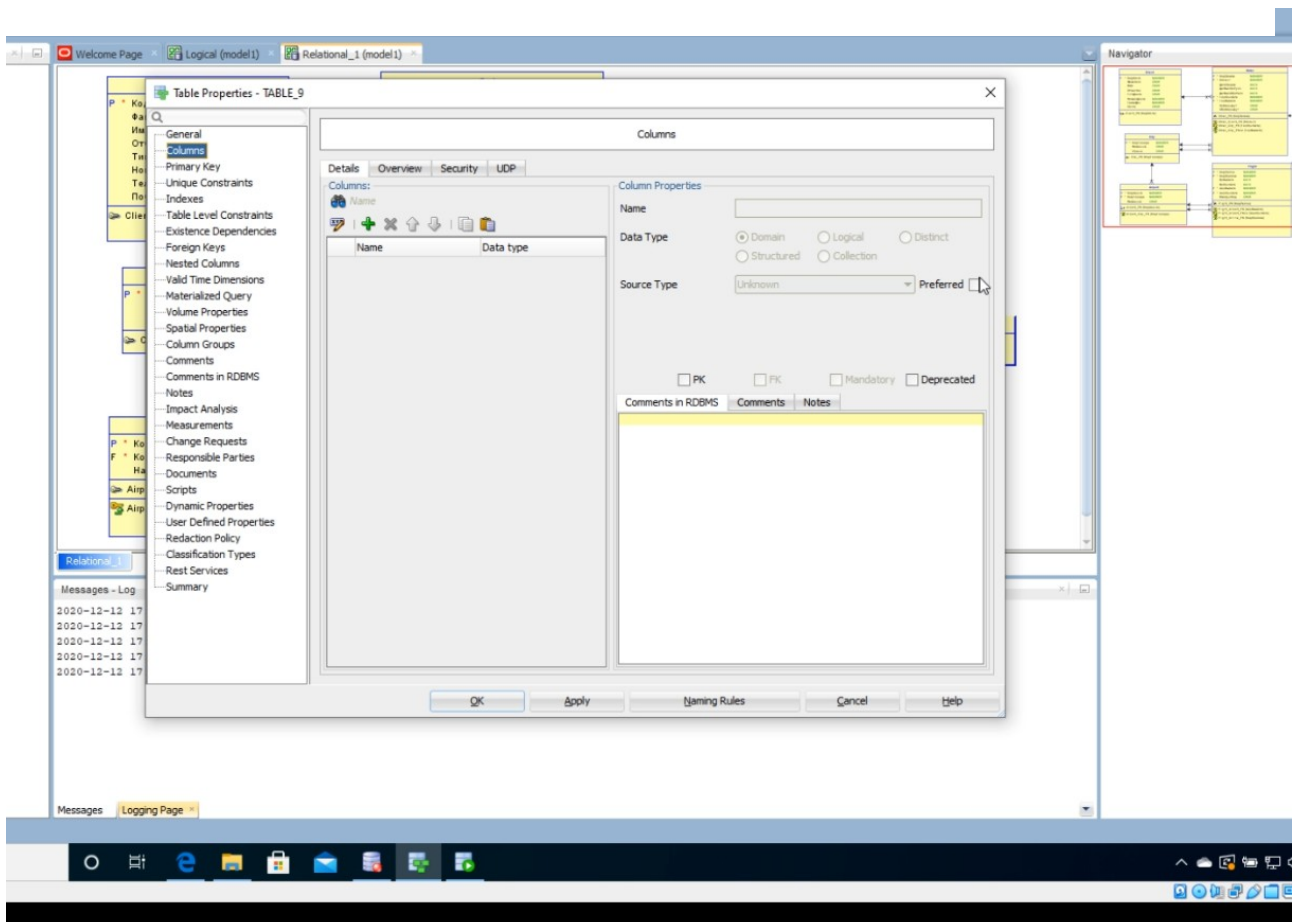 Welcome Page
Logical (model1)
Relational_1 (model1)
Navigator
Table Properties - TABLE_9
General
Columns
Primary Key
Unique Constraints
Indexes
Table Level Constraints
Existence Dependencies
Foreign Keys
Nested Columns
Valid Time Dimensions
Materialized Query
Volume Properties
Spatial Properties
Column Groups
Comments
Comments in RDBMS
Notes
Impact Analysis
Measurements
Change Requests
Responsible Parties
Documents
Scripts
Dynamic Properties
User Defined Properties
Redaction Policy
Classification Types
Rest Services
Summary
Columns
Details Overview Security UDP
Columns:
Name
Name Data type
Column Properties
Name
Data Type Domain Logical Distinct
Structured Collection
Source Type Unknown Preferred
PK FK Mandatory Deprecated
Comments in RDBMS Comments Notes
OK Apply Naming Rules Cancel Help
P * Ко
F * Ко
На
Airp
Airp
Relational_1
Messages - Log
2020-12-12 17
2020-12-12 17
2020-12-12 17
2020-12-12 17
2020-12-12 17
Messages Logging Page